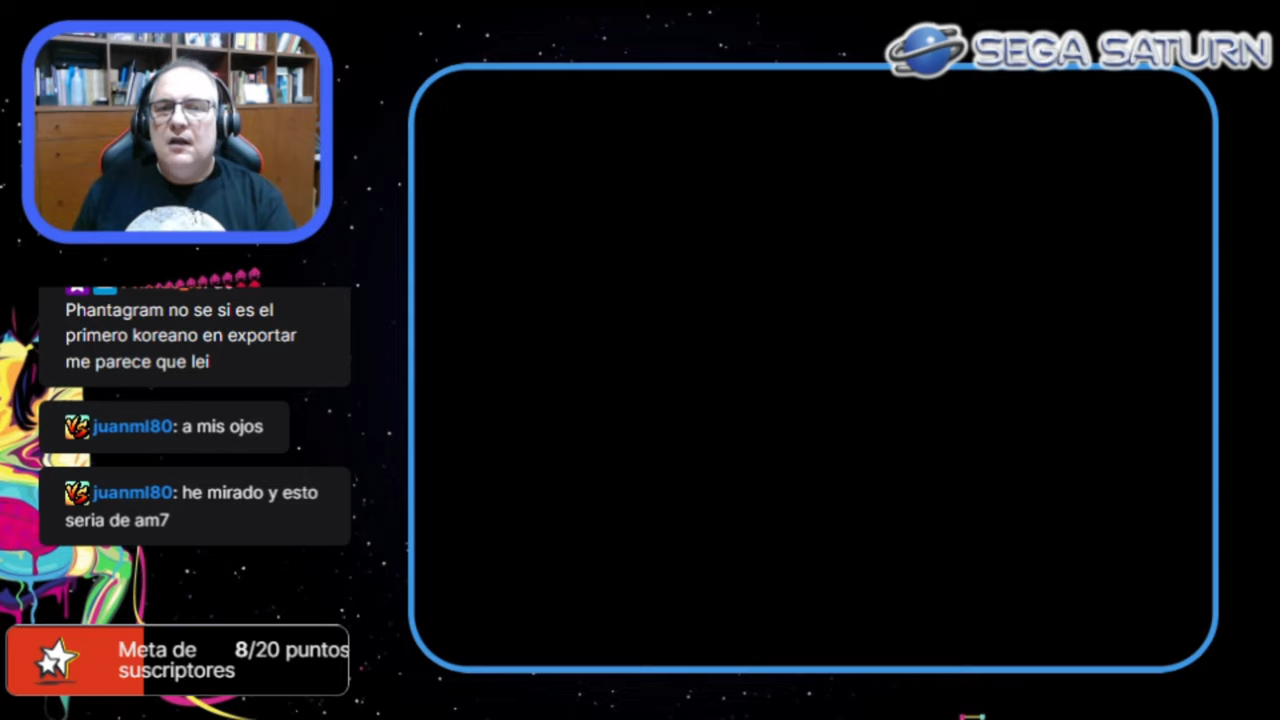 SEGA SATURN
Phantagram no se si es el
primero koreano en exportar
me parece que lei
juanml80: a mis ojos
juanml80: he mirado y esto
seria de am7
Meta de
suscriptores
8/20 puntos